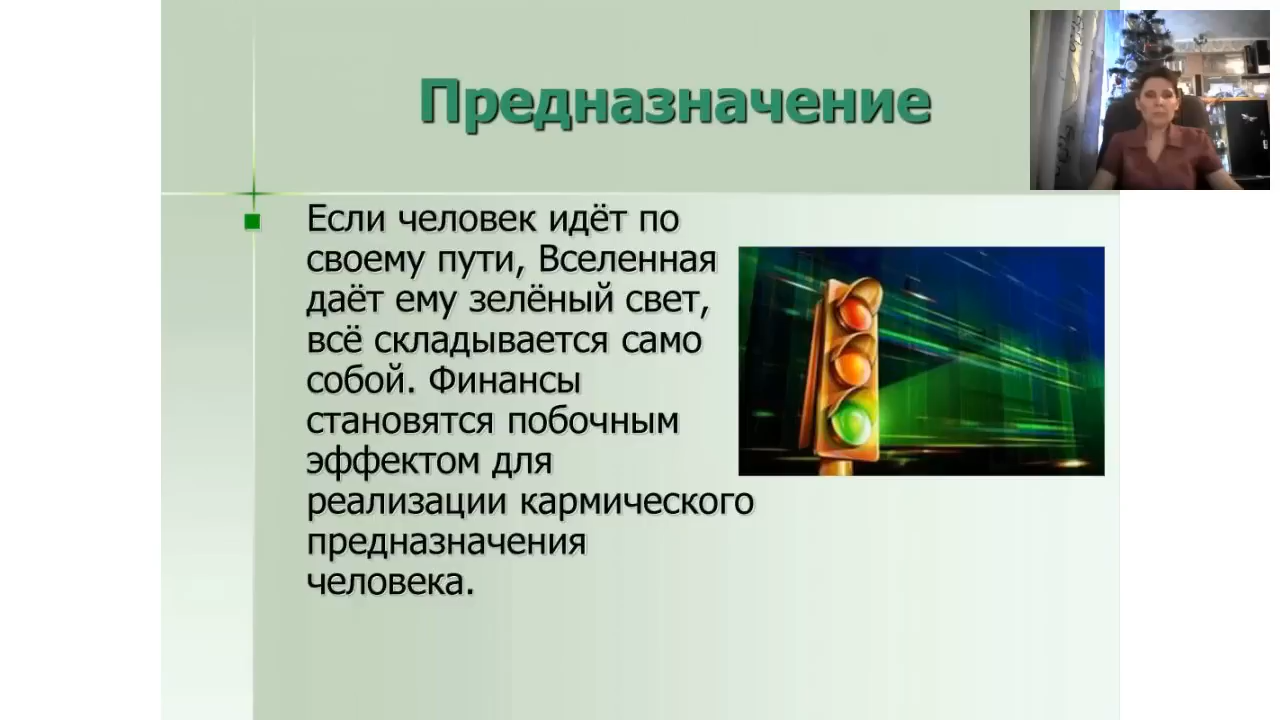 Предназначение
Если человек идёт по
своему пути, Вселенная
даёт ему зелёный свет,
всё складывается само
собой. Финансы
становятся побочным
эффектом для
реализации кармического
предназначения
человека.